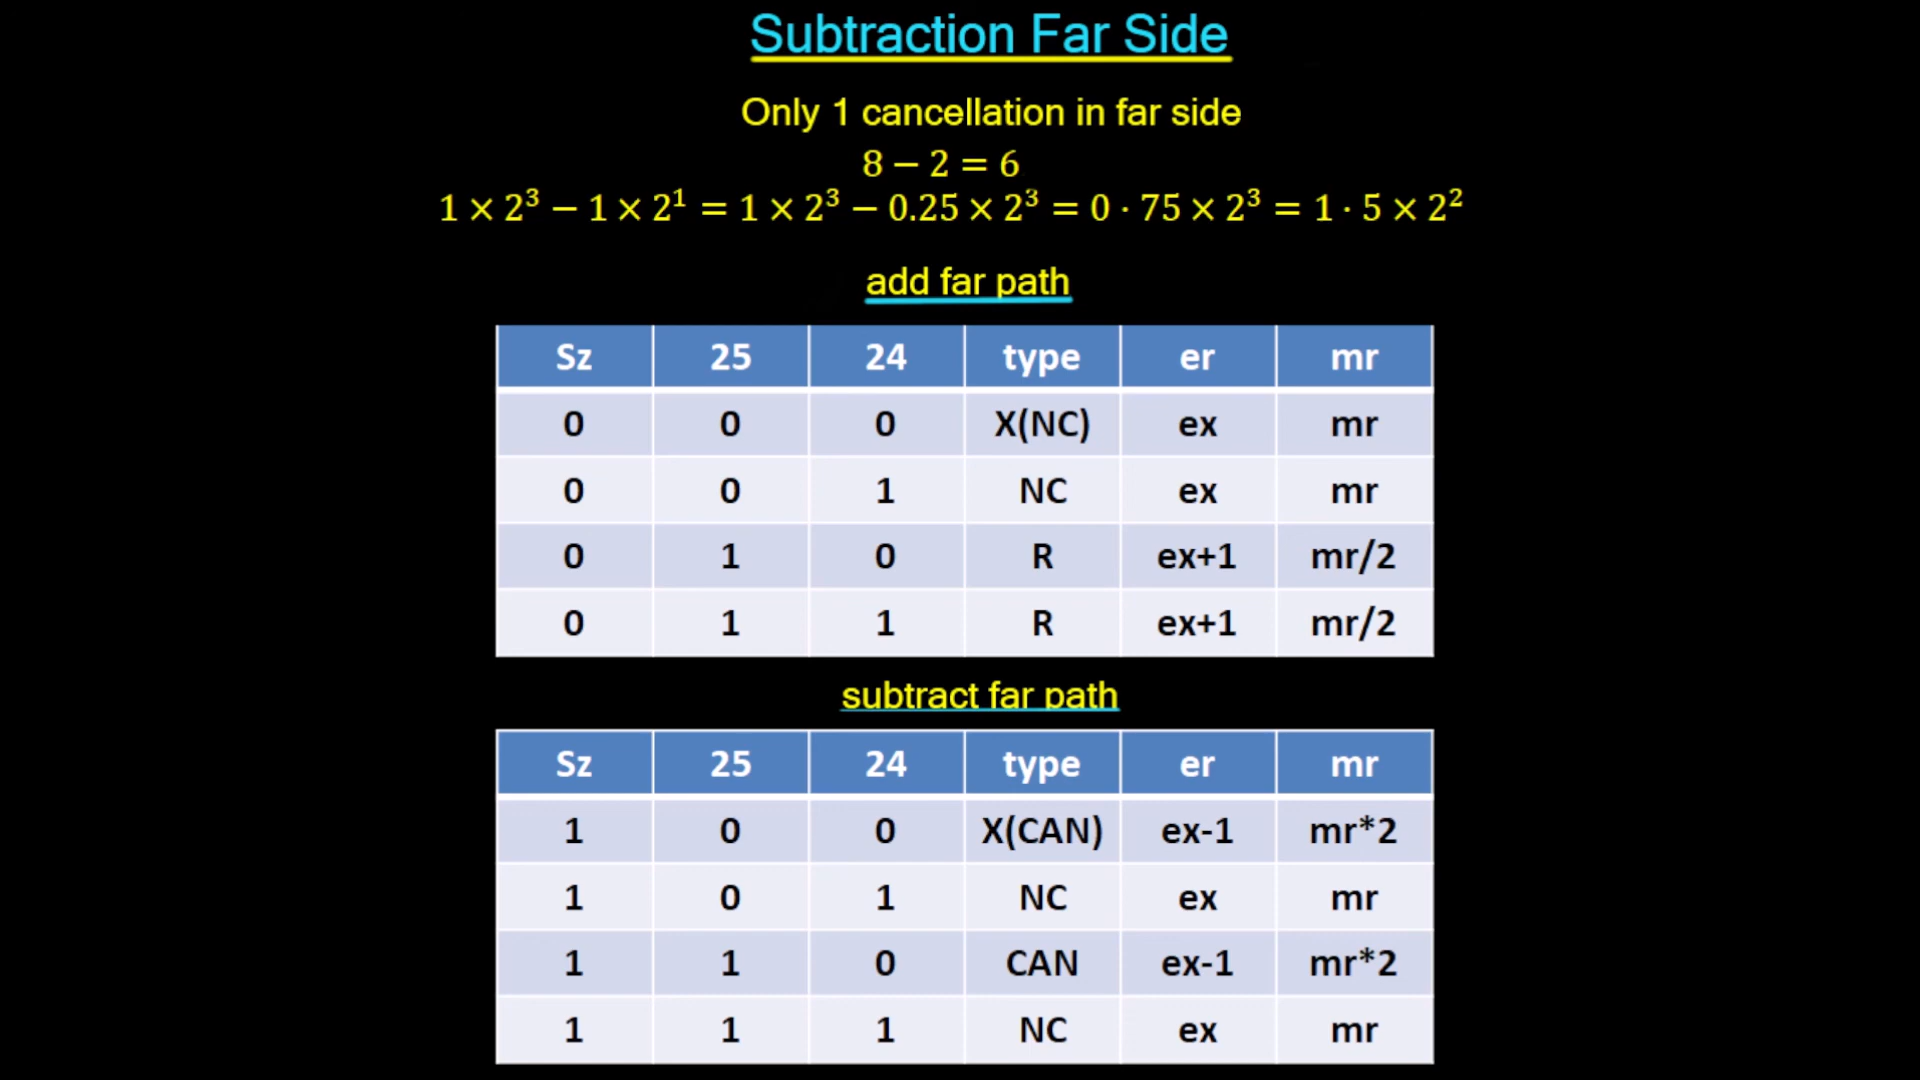 Subtraction Far Side
Only 1 cancellation in far side
8 − 2 = 6
1 × 2³ − 1 × 2¹ = 1 × 2³ − 0.25 × 2³ = 0 · 75 × 2³ = 1 · 5 × 2²
add far path
Sz 25 24 type er mr
0 0 0 X(NC) ex mr
0 0 1 NC ex mr
0 1 0 R ex+1 mr/2
0 1 1 R ex+1 mr/2
subtract far path
Sz 25 24 type er mr
1 0 0 X(CAN) ex-1 mr*2
1 0 1 NC ex mr
1 1 0 CAN ex-1 mr*2
1 1 1 NC ex mr